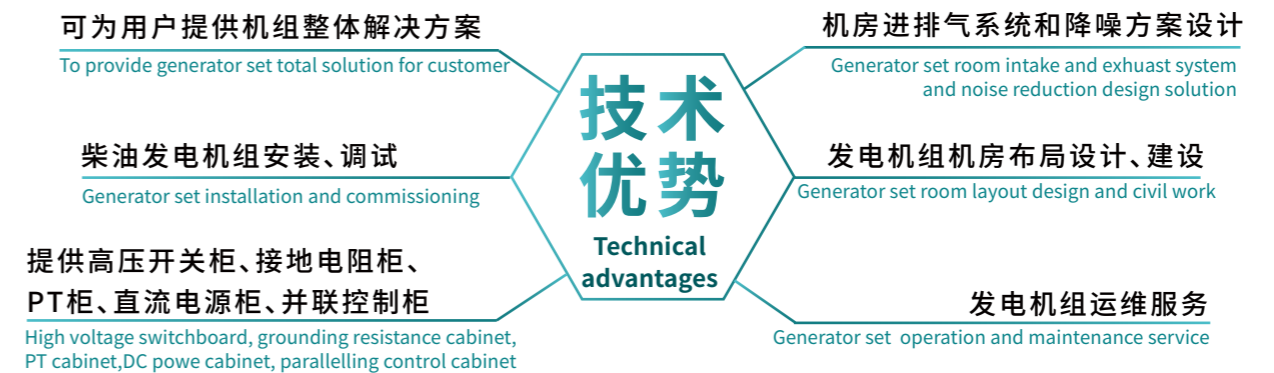 可为用户提供机组整体解决方案
To provide generator set total solution for customer
柴油发电机组安装、调试
Generator set installation and commissioning
提供高压开关柜、接地电阻柜、
PT柜、直流电源柜、并联控制柜
High voltage switchboard, grounding resistance cabinet,
PT cabinet,DC powe cabinet, parallelling control cabinet
技术
优势
Technical
advantages
机房进排气系统和降噪方案设计
Generator set room intake and exhuast system
and noise reduction design solution
发电机组机房布局设计、建设
Generator set room layout design and civil work
发电机组运维服务
Generator set  operation and maintenance service